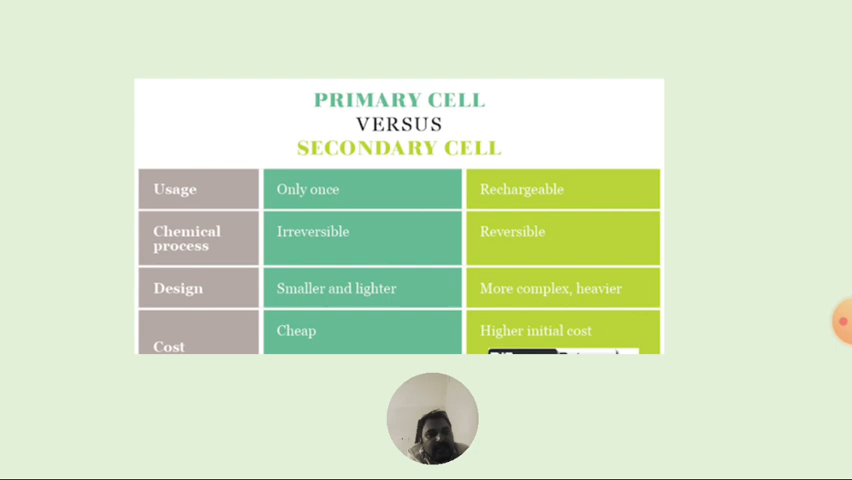 PRIMARY CELL
VERSUS
SECONDARY CELL
Usage Only once Rechargeable
Chemical process Irreversible Reversible
Design Smaller and lighter More complex, heavier
Cost Cheap Higher initial cost